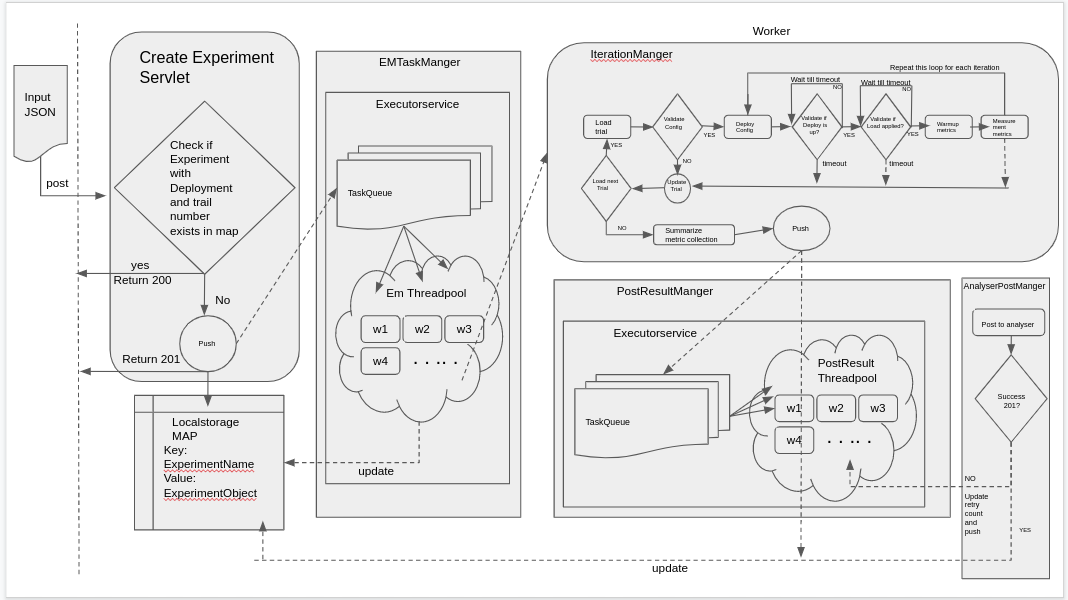 Input
JSON
post
Create Experiment
Servlet
Check if
Experiment
with
Deployment
and trail
number
exists in map
yes
Return 200
No
Push
Return 201
Localstorage
MAP
Key:
ExperimentName
Value:
ExperimentObject
EMTaskManger
Executorservice
TaskQueue
Em Threadpool
w1
w2
w3
w4
. . .. .
update
Worker
IterationManger
Repeat this loop for each iteration
Wait till timeout
NO
Wait till timeout
NO
Load
trial
Validate
Config
YES
Deploy
Config
Validate if
Deploy is
up?
YES
Validate if
Load applied?
YES
Warmup
metrics
Measure
ment
metrics
YES
NO
timeout
timeout
Load next
Trial
Update
Trial
NO
Summarize
metric collection
Push
PostResultManger
Executorservice
TaskQueue
PostResult
Threadpool
w1
w2
w3
w4
. .. .
AnalyserPostManger
Post to analyser
Success
201?
NO
Update
retry
count
and
push
YES
update